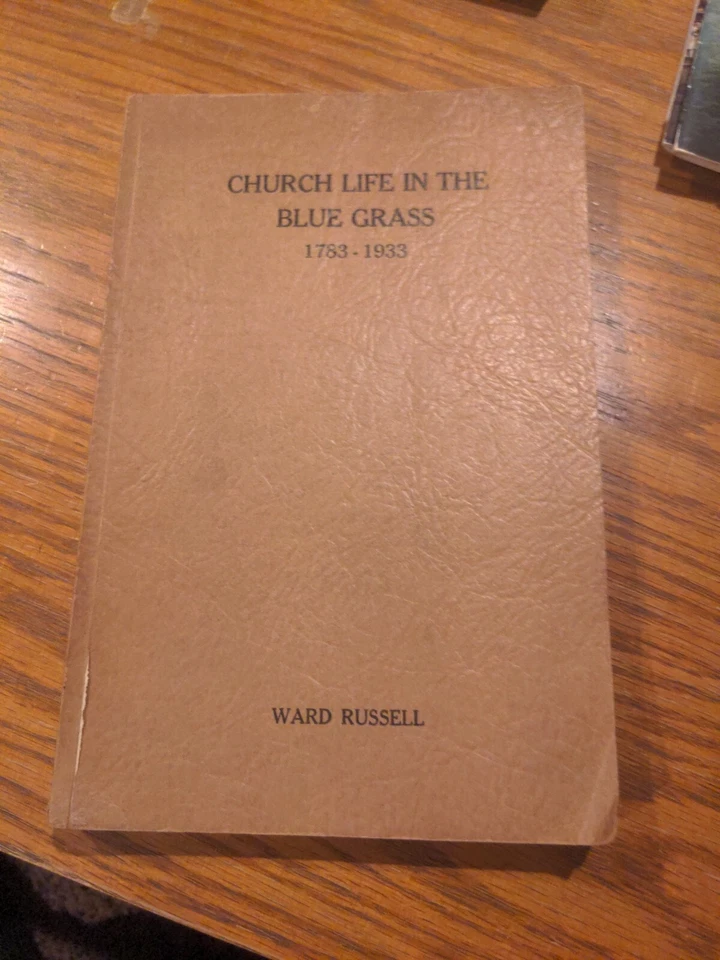 CHURCH LIFE IN THE
BLUE GRASS
1783 - 1933
WARD RUSSELL